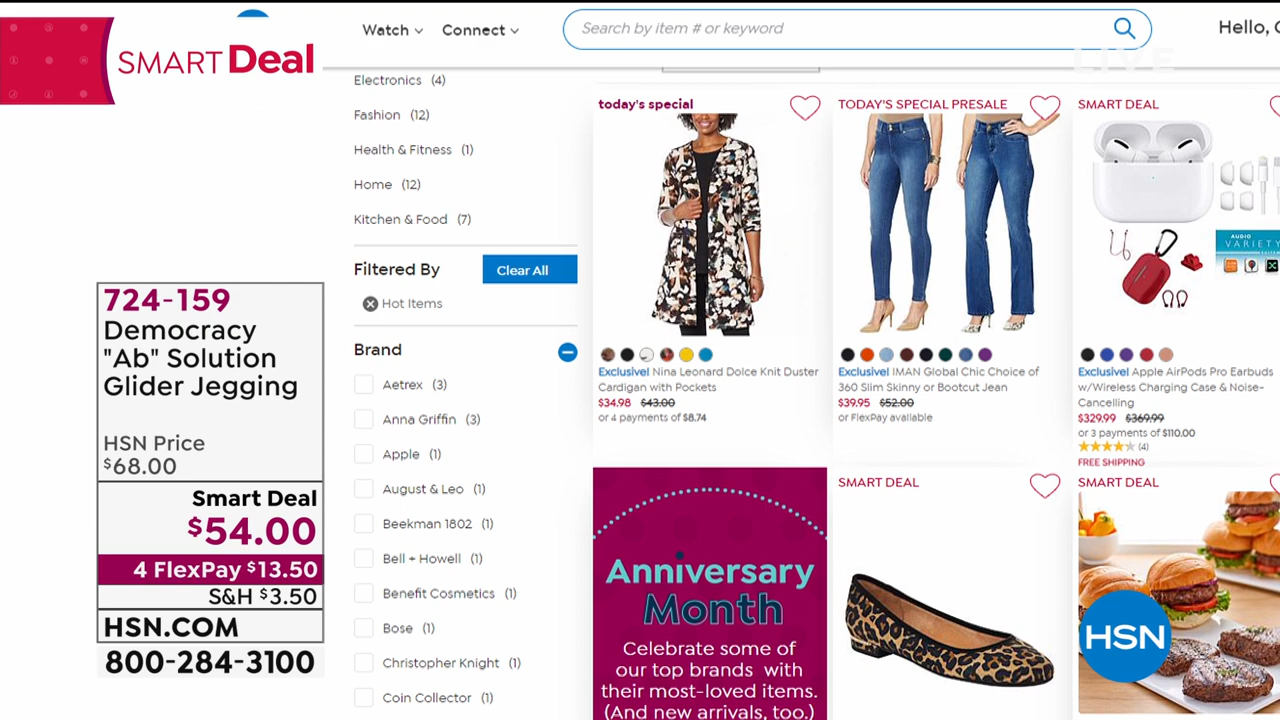 SMART Deal
Watch
Connect
Search by item # or keyword
Hello,
LIVE
Electronics (4)
Fashion (12)
Health & Fitness (1)
Home (12)
Kitchen & Food (7)
Filtered By
Clear All
Hot Items
Brand
Aetrex (3)
Anna Griffin (3)
Apple (1)
August & Leo (1)
Beekman 1802 (1)
Bell + Howell (1)
Benefit Cosmetics (1)
Bose (1)
Christopher Knight (1)
Coin Collector (1)
724-159
Democracy
"Ab" Solution
Glider Jegging
HSN Price
$68.00
Smart Deal
$54.00
4 FlexPay $13.50
S&H $3.50
HSN.COM
800-284-3100
today's special
Exclusive! Nina Leonard Dolce Knit Duster
Cardigan with Pockets
$34.98 $43.00
or 4 payments of $8.74
TODAY'S SPECIAL PRESALE
Exclusive! IMAN Global Chic Choice of
360 Slim Skinny or Bootcut Jean
$39.95 $52.00
or FlexPay available
SMART DEAL
AUDIO
VARIETY
Exclusive! Apple AirPods Pro Earbuds
w/Wireless Charging Case & Noise-
Cancelling
$329.99 $369.99
or 3 payments of $110.00
(4)
FREE SHIPPING
Anniversary
Month
Celebrate some of
our top brands with
their most-loved items.
(And new arrivals, too.)
SMART DEAL
SMART DEAL
HSN